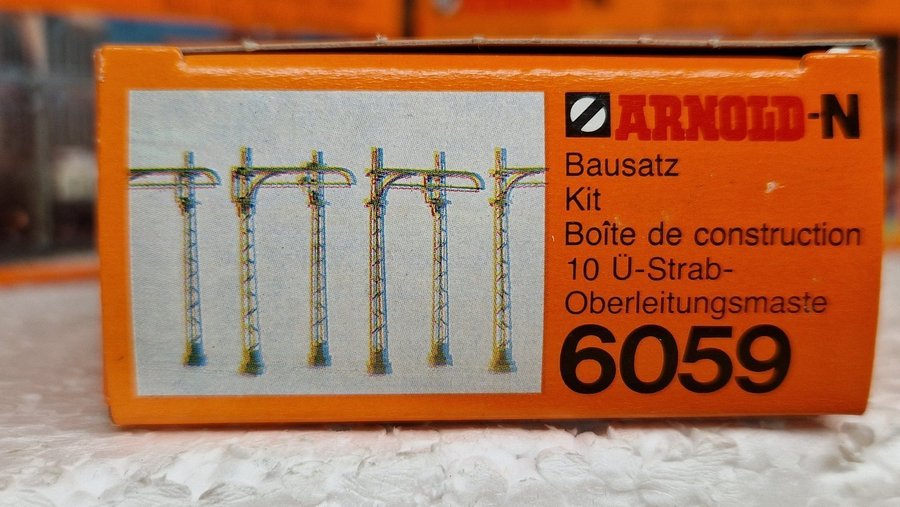 ARNOLD-N
Bausatz
Kit
Boîte de construction
10 Ü-Strab-
Oberleitungsmaste
6059